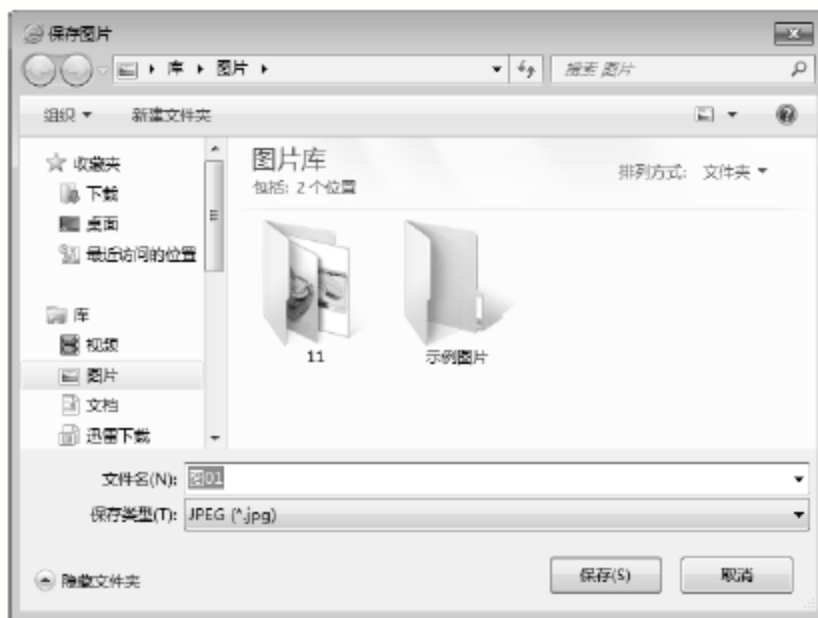 保存图片
库 图片
搜索 图片
组织 新建文件夹
收藏夹
下载
桌面
最近访问的位置
库
视频
图片
文档
迅雷下载
图片库
包括: 2 个位置
排列方式: 文件夹
11
示例图片
文件名(N): 图01
保存类型(T): JPEG (*.jpg)
隐藏文件夹
保存(S) 取消